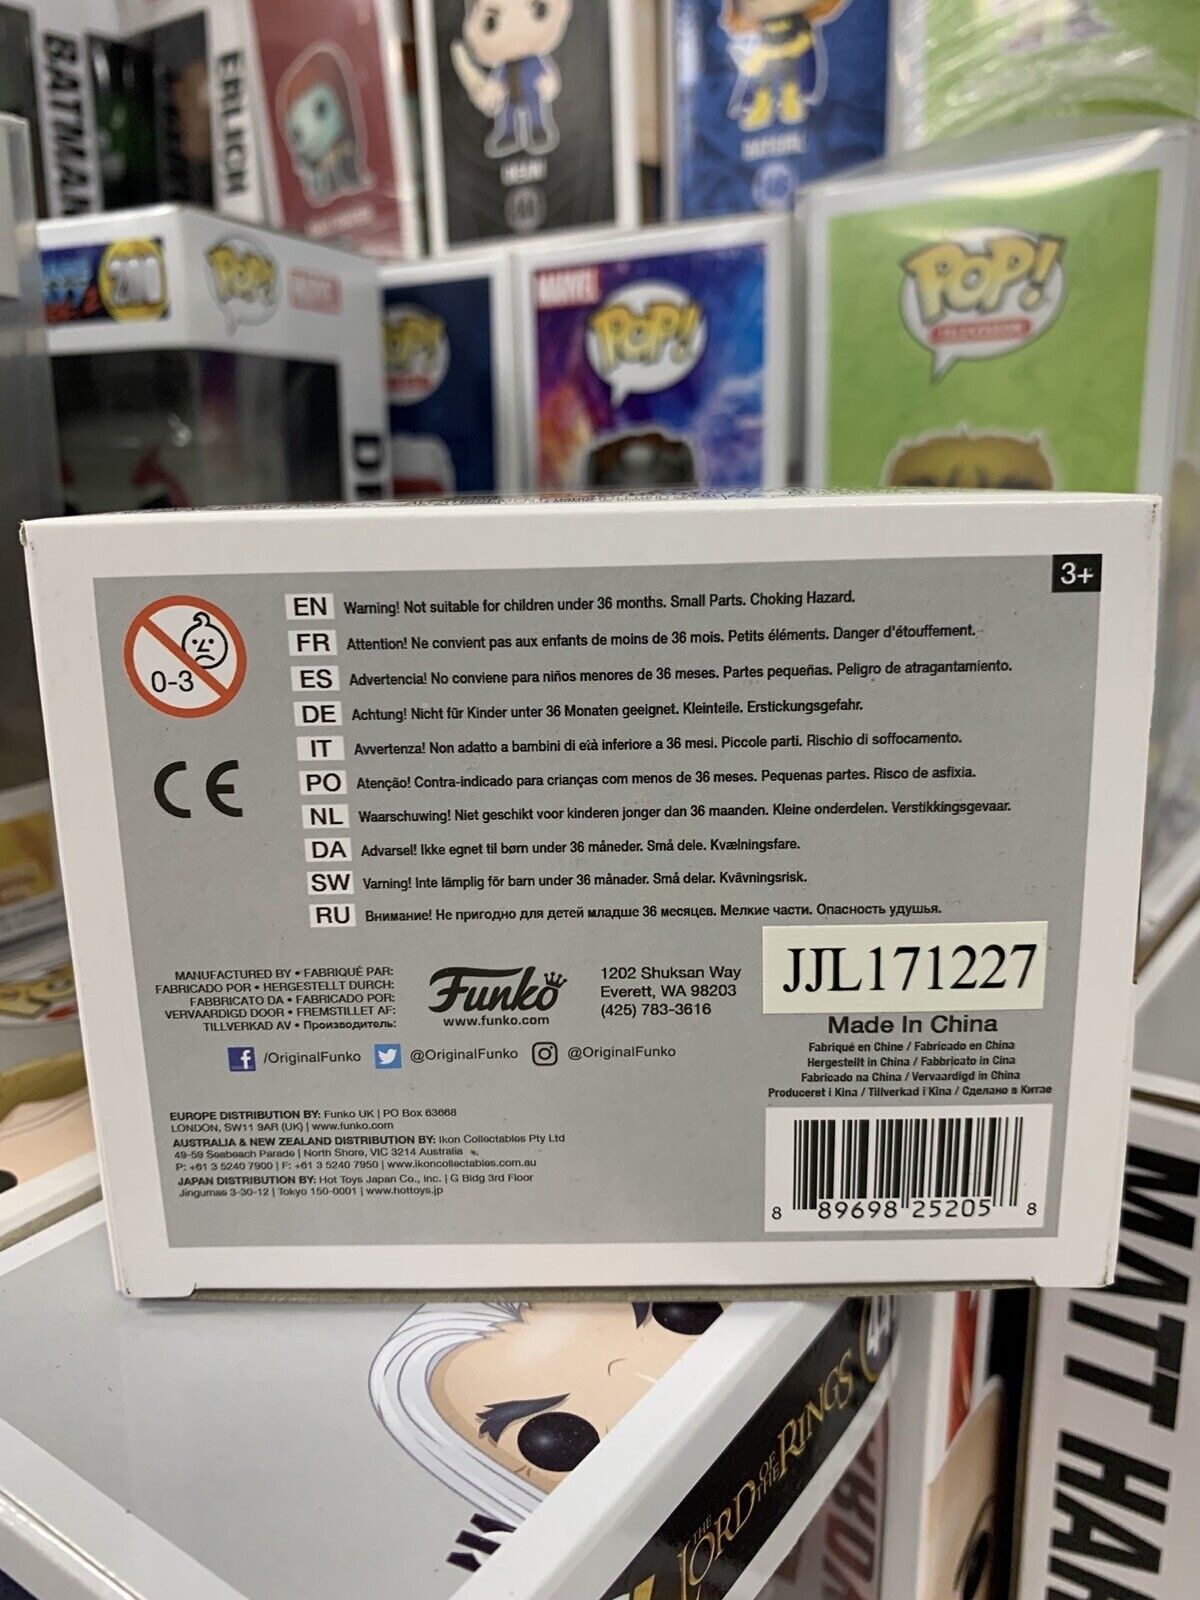 BATMAN
ERLICH
POP!
MARVEL
POP!
POP!
TELEVISION
3+
0-3
EN Warning! Not suitable for children under 36 months. Small Parts. Choking Hazard.
FR Attention! Ne convient pas aux enfants de moins de 36 mois. Petits éléments. Danger d'étouffement.
ES Advertencia! No conviene para niños menores de 36 meses. Partes pequeñas. Peligro de atragantamiento.
DE Achtung! Nicht für Kinder unter 36 Monaten geeignet. Kleinteile. Erstickungsgefahr.
IT Avvertenza! Non adatto a bambini di età inferiore a 36 mesi. Piccole parti. Rischio di soffocamento.
PO Atenção! Contra-indicado para crianças com menos de 36 meses. Pequenas partes. Risco de asfixia.
NL Waarschuwing! Niet geschikt voor kinderen jonger dan 36 maanden. Kleine onderdelen. Verstikkingsgevaar.
DA Advarsel! Ikke egnet til børn under 36 måneder. Små dele. Kvælningsfare.
SW Varning! Inte lämplig för barn under 36 månader. Små delar. Kvävningsrisk.
RU Внимание! Не пригодно для детей младше 36 месяцев. Мелкие части. Опасность удушья.
CE
MANUFACTURED BY • FABRIQUÉ PAR:
FABRICADO POR • HERGESTELLT DURCH:
FABBRICATO DA • FABRICADO POR:
VERVAARDIGD DOOR • FREMSTILLET AF:
TILLVERKAD AV • Производитель:
Funko
www.funko.com
1202 Shuksan Way
Everett, WA 98203
(425) 783-3616
/OriginalFunko @OriginalFunko @OriginalFunko
JJL171227
Made In China
Fabriqué en Chine / Fabricado en China
Hergestellt in China / Fabbricato in Cina
Fabricado na China / Vervaardigd in China
Produceret i Kina / Tillverkad i Kina / Сделано в Китае
EUROPE DISTRIBUTION BY: Funko UK | PO Box 63668
LONDON, SW11 9AR (UK) | www.funko.com
AUSTRALIA & NEW ZEALAND DISTRIBUTION BY: Ikon Collectables Pty Ltd
49-59 Seabeach Parade | North Shore, VIC 3214 Australia
P: +61 3 5240 7900 | F: +61 3 5240 7950 | www.ikoncollectables.com.au
JAPAN DISTRIBUTION BY: Hot Toys Japan Co., Inc. | G Bldg 3rd Floor
Jingumae 3-30-12 | Tokyo 150-0001 | www.hottoys.jp
8 89698 25205 8
THE LORD OF THE RINGS
MATT HAR